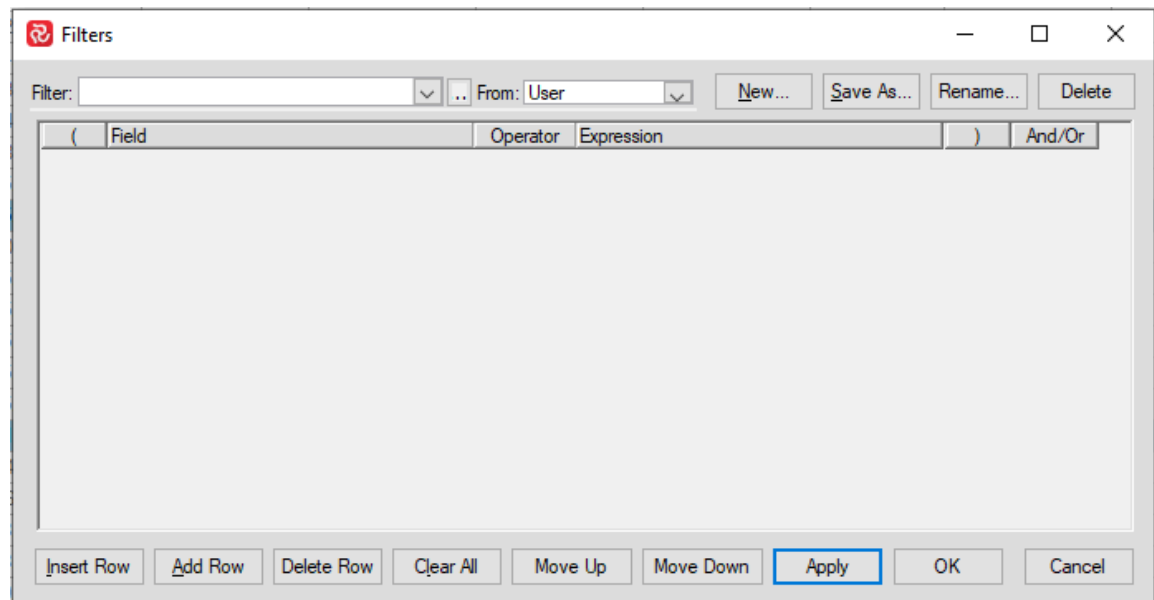 Filters
Filter: .. From: User New... Save As... Rename... Delete
( Field Operator Expression ) And/Or
Insert Row Add Row Delete Row Clear All Move Up Move Down Apply OK Cancel